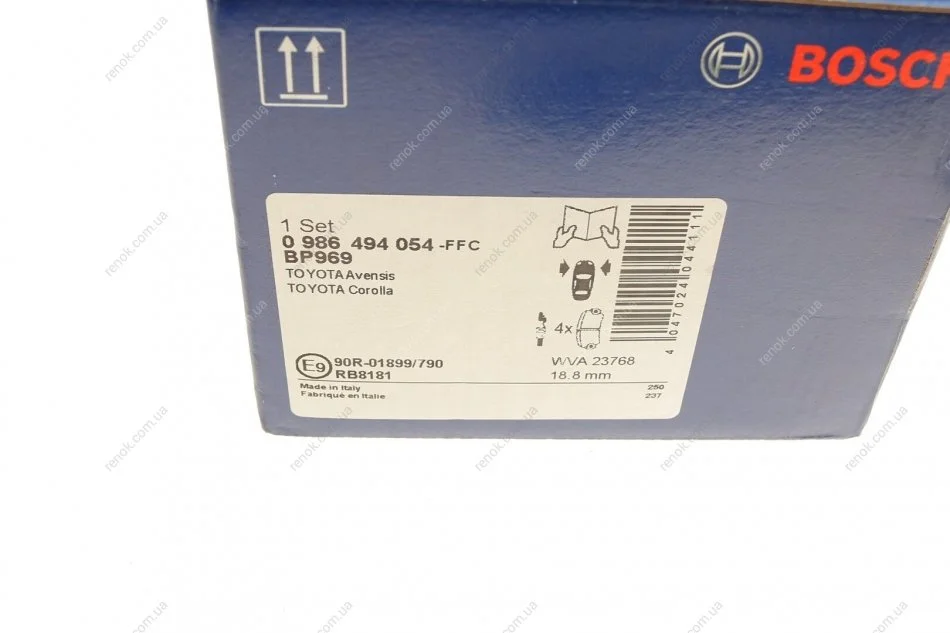 BOSCH
1 Set
0 986 494 054 -FFC
BP969
TOYOTA Avensis
TOYOTA Corolla
4x
E9
90R-01899/790
RB8181
WVA 23768
18.8 mm
Made in Italy
Fabriqué en Italie
250
237
4 047024 044111
renok.com.ua